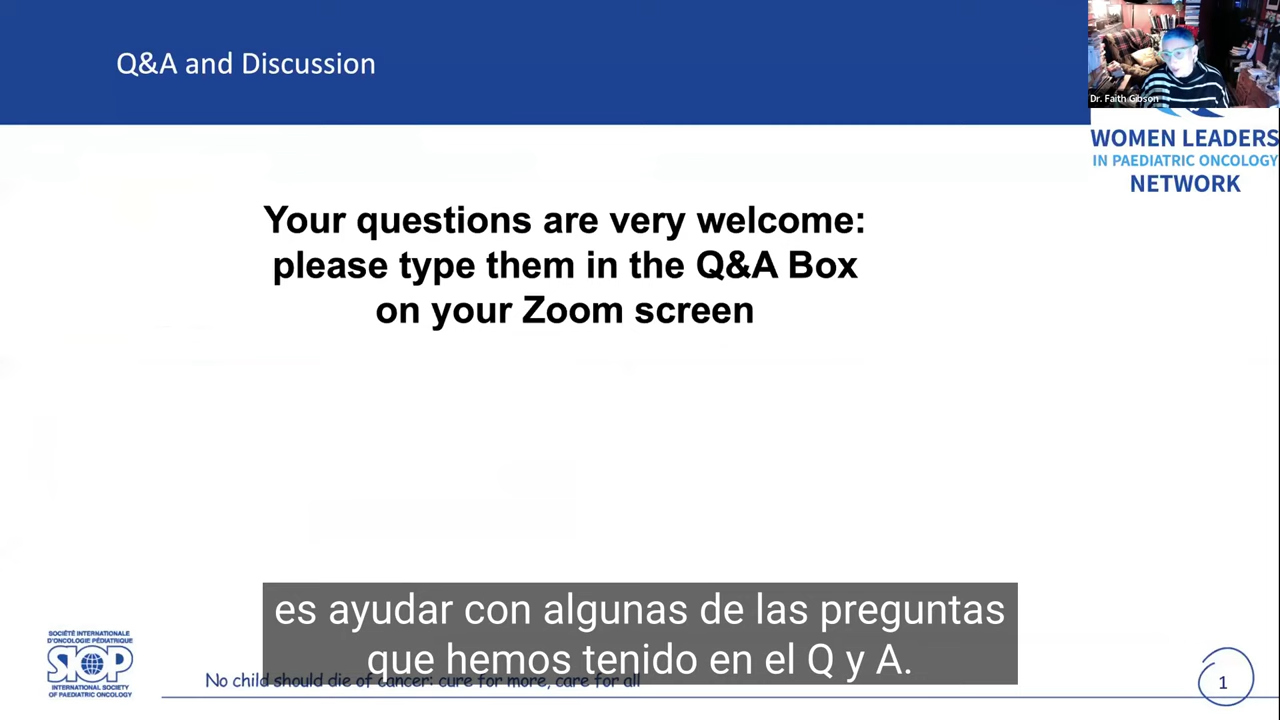 Q&A and Discussion
Dr. Faith Gibson
WOMEN LEADERS
IN PAEDIATRIC ONCOLOGY
NETWORK
Your questions are very welcome:
please type them in the Q&A Box
on your Zoom screen
es ayudar con algunas de las preguntas
que hemos tenido en el Q y A.
SOCIÉTÉ INTERNATIONALE
D'ONCOLOGIE PÉDIATRIQUE
SIOP
INTERNATIONAL SOCIETY
OF PAEDIATRIC ONCOLOGY
No child should die of cancer: cure for more, care for all
1